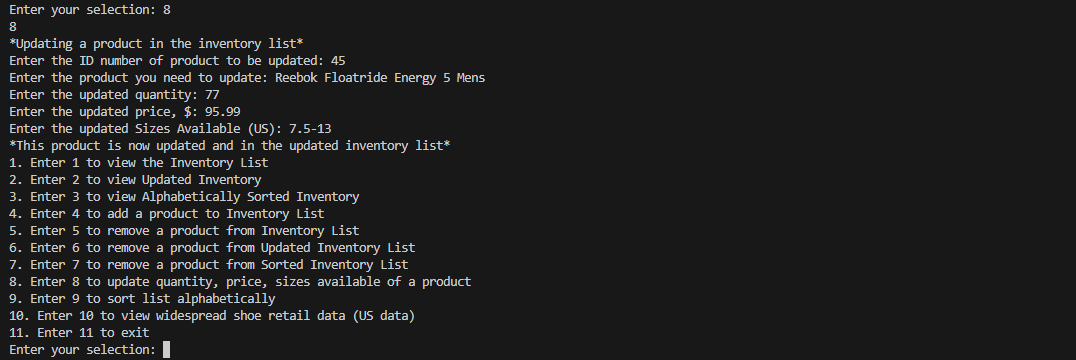 Enter your selection: 8
8
*Updating a product in the inventory list*
Enter the ID number of product to be updated: 45
Enter the product you need to update: Reebok Floatride Energy 5 Mens
Enter the updated quantity: 77
Enter the updated price, $: 95.99
Enter the updated Sizes Available (US): 7.5-13
*This product is now updated and in the updated inventory list*
1. Enter 1 to view the Inventory List
2. Enter 2 to view Updated Inventory
3. Enter 3 to view Alphabetically Sorted Inventory
4. Enter 4 to add a product to Inventory List
5. Enter 5 to remove a product from Inventory List
6. Enter 6 to remove a product from Updated Inventory List
7. Enter 7 to remove a product from Sorted Inventory List
8. Enter 8 to update quantity, price, sizes available of a product
9. Enter 9 to sort list alphabetically
10. Enter 10 to view widespread shoe retail data (US data)
11. Enter 11 to exit
Enter your selection: